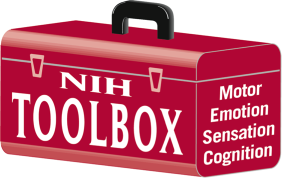 NIH
TOOLBOX
Motor
Emotion
Sensation
Cognition